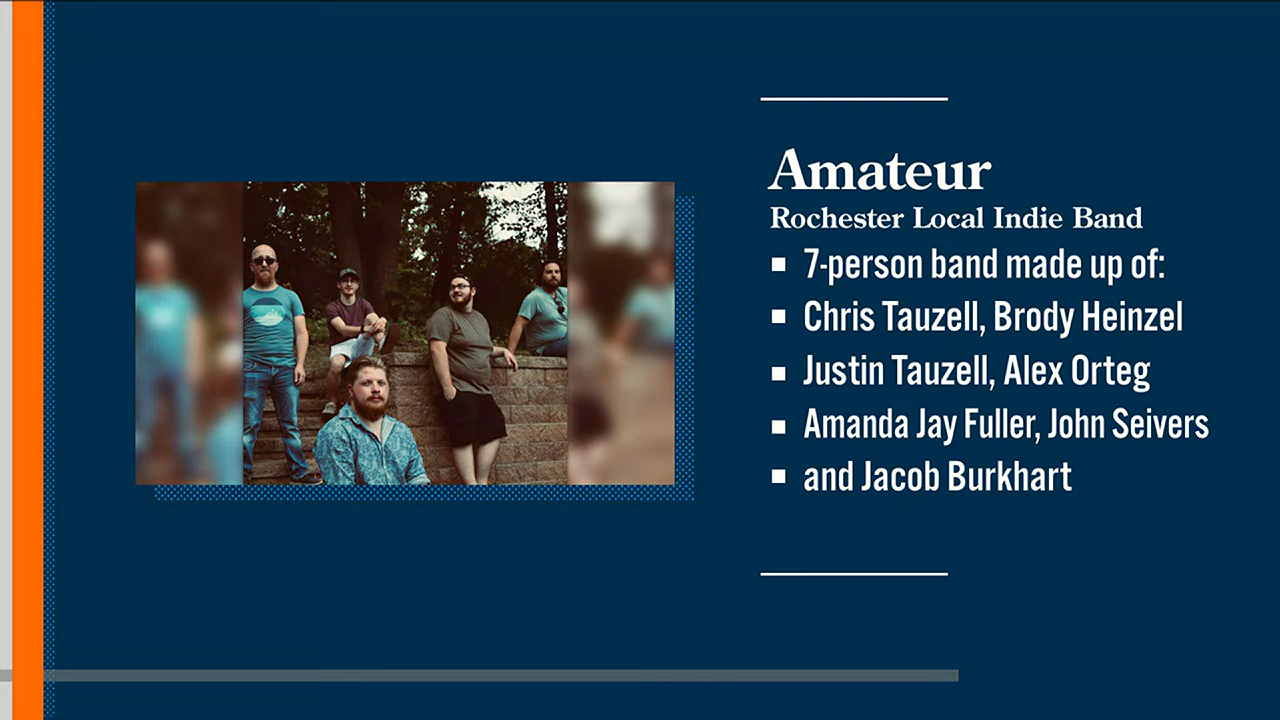 Amateur
Rochester Local Indie Band
7-person band made up of:
Chris Tauzell, Brody Heinzel
Justin Tauzell, Alex Orteg
Amanda Jay Fuller, John Seivers
and Jacob Burkhart